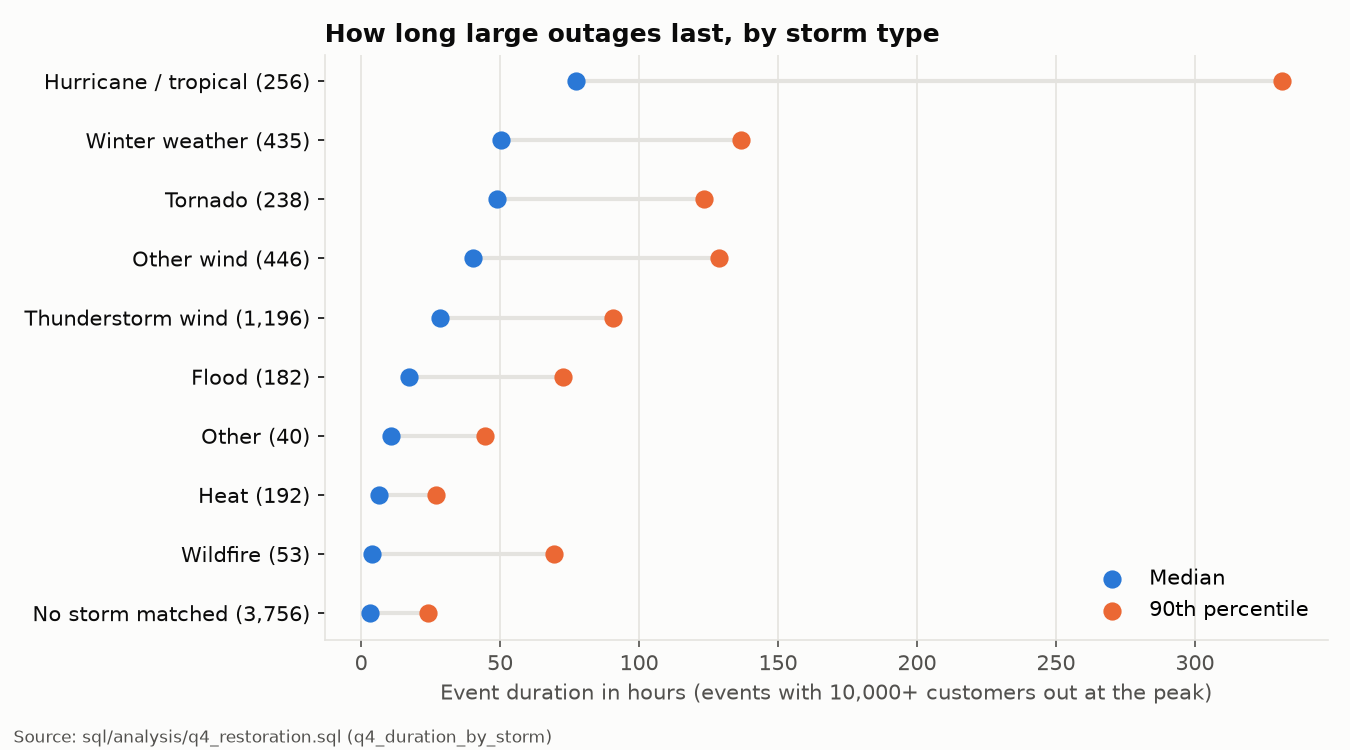 How long large outages last, by storm type
Hurricane / tropical (256)
Winter weather (435)
Tornado (238)
Other wind (446)
Thunderstorm wind (1,196)
Flood (182)
Other (40)
Heat (192)
Wildfire (53)
No storm matched (3,756)
Median
90th percentile
0 50 100 150 200 250 300
Event duration in hours (events with 10,000+ customers out at the peak)
Source: sql/analysis/q4_restoration.sql (q4_duration_by_storm)